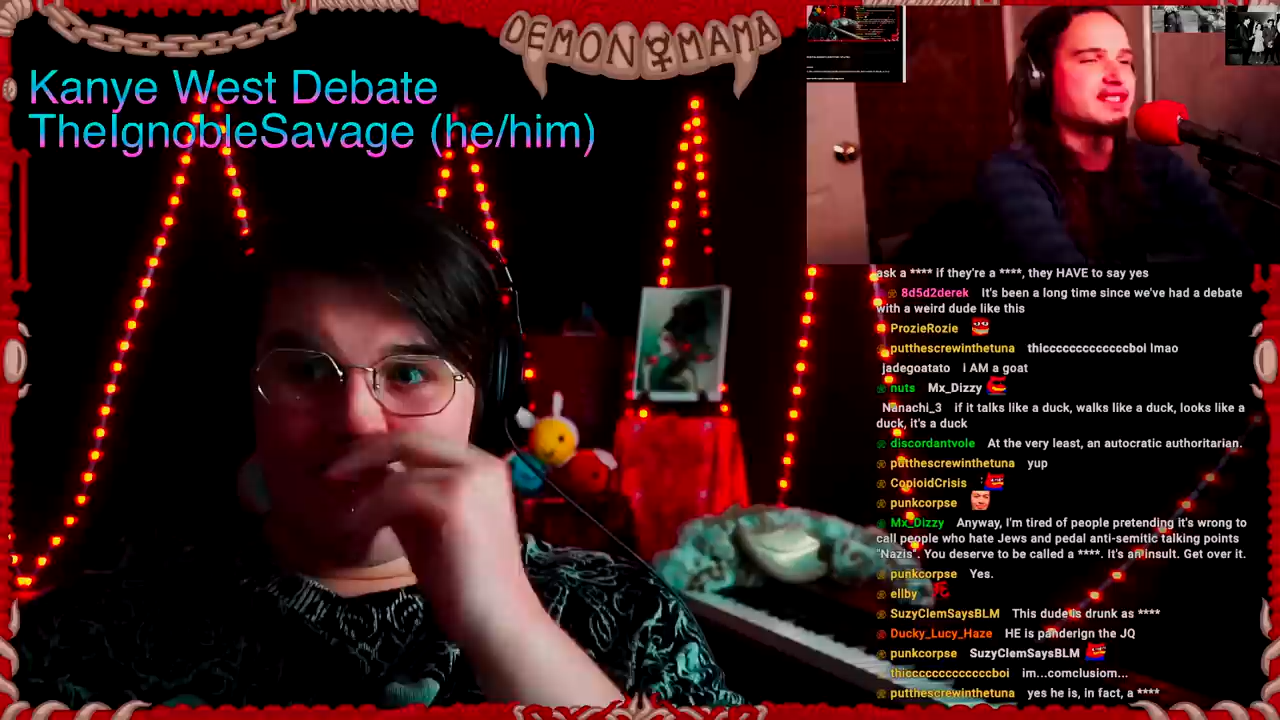 DEMON♀MAMA
Kanye West Debate
TheIgnobleSavage (he/him)
ask a **** if they're a ****, they HAVE to say yes
8d5d2derek It's been a long time since we've had a debate
with a weird dude like this
ProzieRozie
putthescrewinthetuna thicccccccccccccboi lmao
jadegoatato i AM a goat
nuts Mx_Dizzy
Nanachi_3 if it talks like a duck, walks like a duck, looks like a
duck, it's a duck
discordantvole At the very least, an autocratic authoritarian.
putthescrewinthetuna yup
CopioidCrisis
punkcorpse
Mx_Dizzy Anyway, I'm tired of people pretending it's wrong to
call people who hate Jews and pedal anti-semitic talking points
"Nazis". You deserve to be called a ****. It's an insult. Get over it.
punkcorpse Yes.
ellby
SuzyClemSaysBLM This dude is drunk as ****
Ducky_Lucy_Haze HE is panderign the JQ
punkcorpse SuzyClemSaysBLM
thicccccccccccccboi im...comclusiom...
putthescrewinthetuna yes he is, in fact, a ****